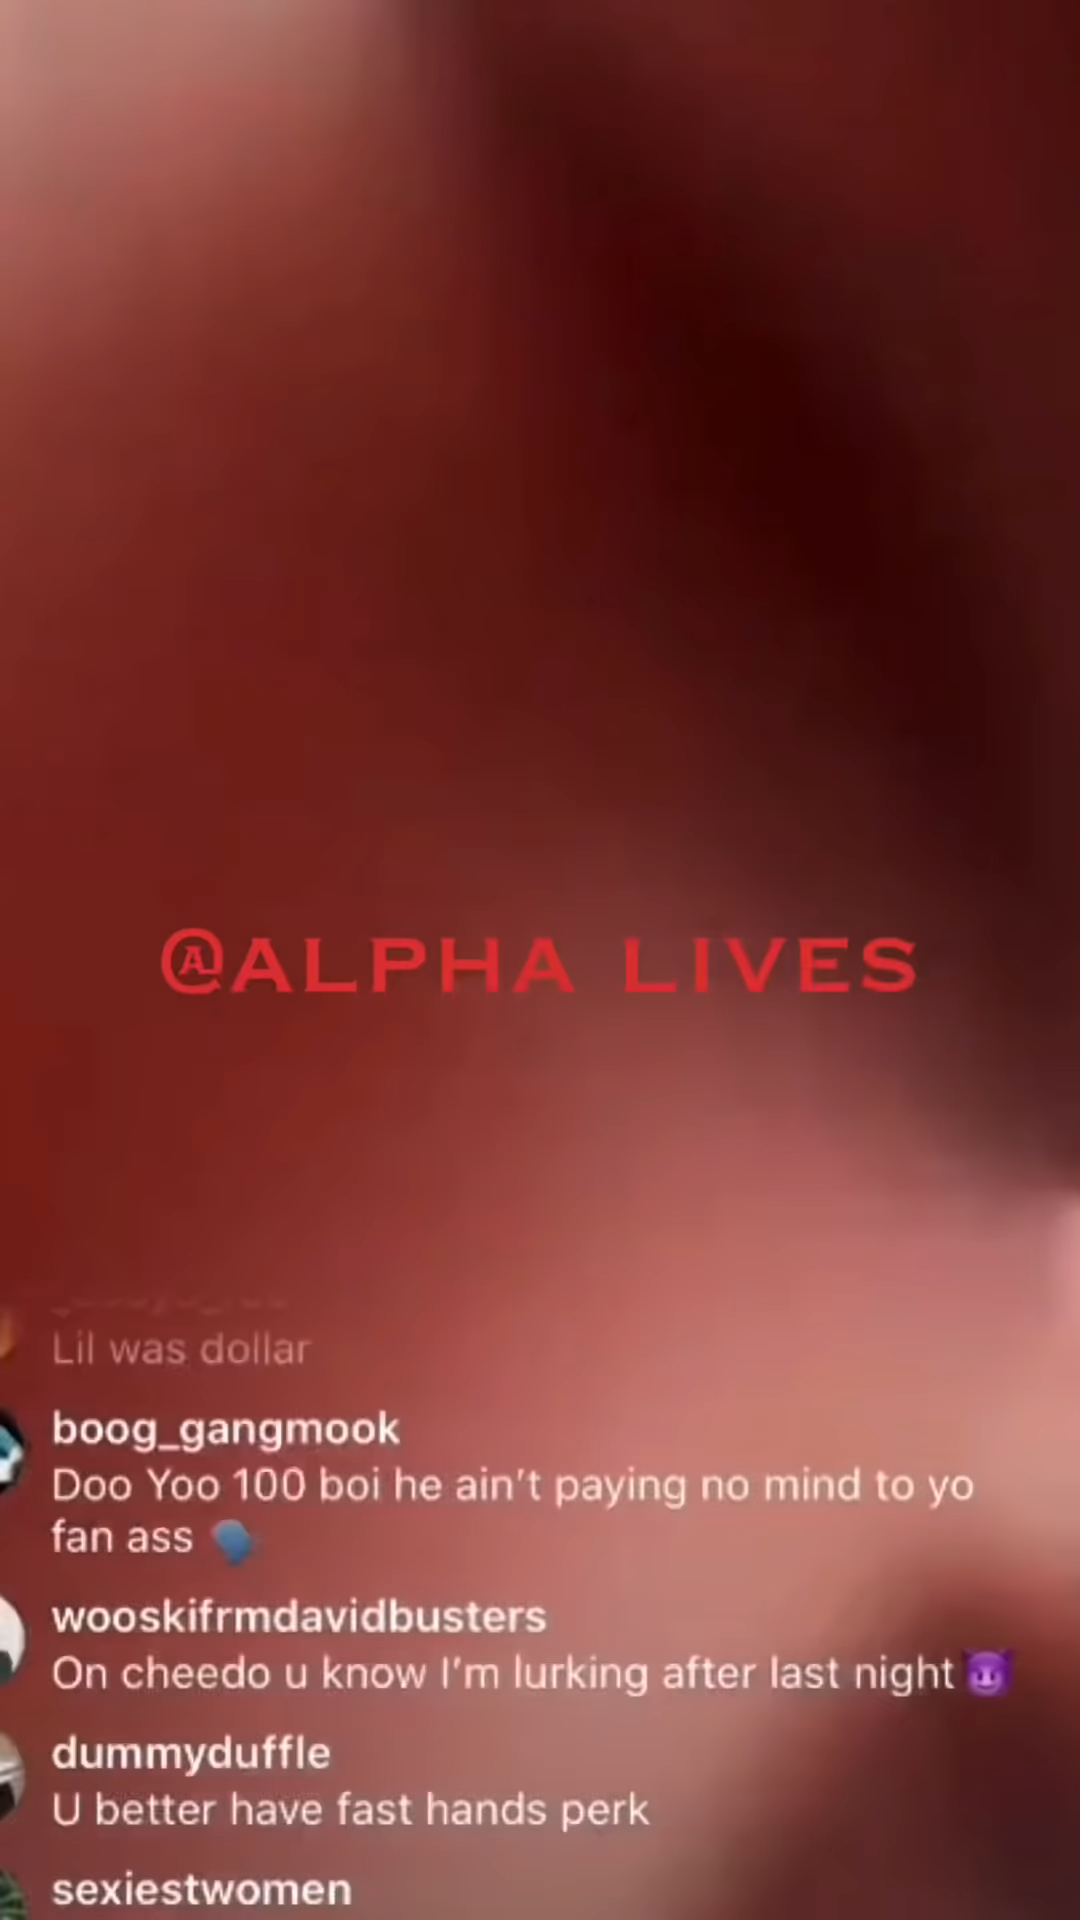 @ALPHA LIVES
Lil was dollar
boog_gangmook
Doo Yoo 100 boi he ain't paying no mind to yo
fan ass 🗣️
wooskifrmdavidbusters
On cheedo u know I'm lurking after last night😈
dummyduffle
U better have fast hands perk
sexiestwomen